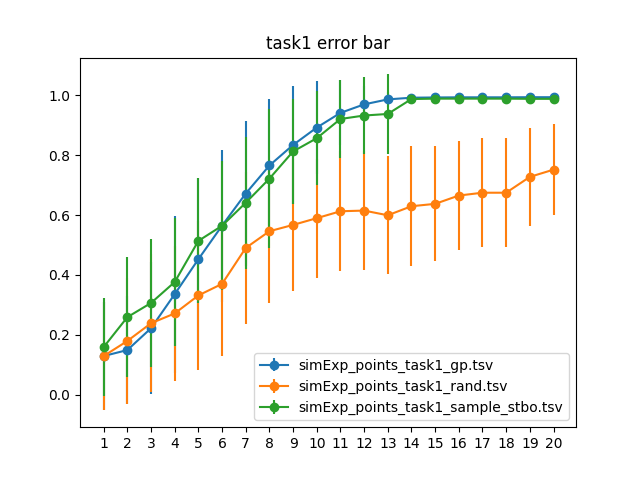 task1 error bar
1.0
0.8
0.6
0.4
0.2
0.0
simExp_points_task1_gp.tsv
simExp_points_task1_rand.tsv
simExp_points_task1_sample_stbo.tsv
1 2 3 4 5 6 7 8 9 10 11 12 13 14 15 16 17 18 19 20